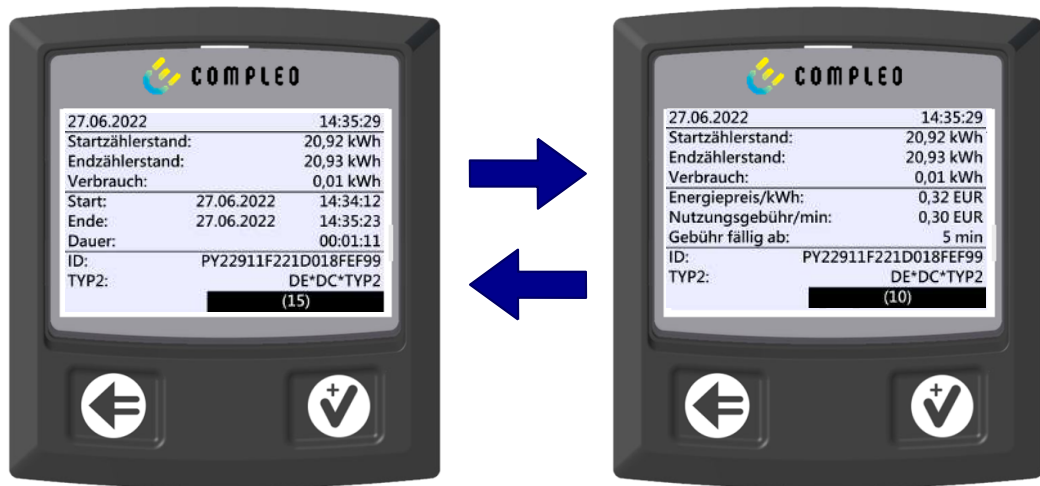 COMPLEO
27.06.2022 14:35:29
Startzählerstand: 20,92 kWh
Endzählerstand: 20,93 kWh
Verbrauch: 0,01 kWh
Start: 27.06.2022 14:34:12
Ende: 27.06.2022 14:35:23
Dauer: 00:01:11
ID: PY22911F221D018FEF99
TYP2: DE*DC*TYP2
(15)
COMPLEO
27.06.2022 14:35:29
Startzählerstand: 20,92 kWh
Endzählerstand: 20,93 kWh
Verbrauch: 0,01 kWh
Energiepreis/kWh: 0,32 EUR
Nutzungsgebühr/min: 0,30 EUR
Gebühr fällig ab: 5 min
ID: PY22911F221D018FEF99
TYP2: DE*DC*TYP2
(10)